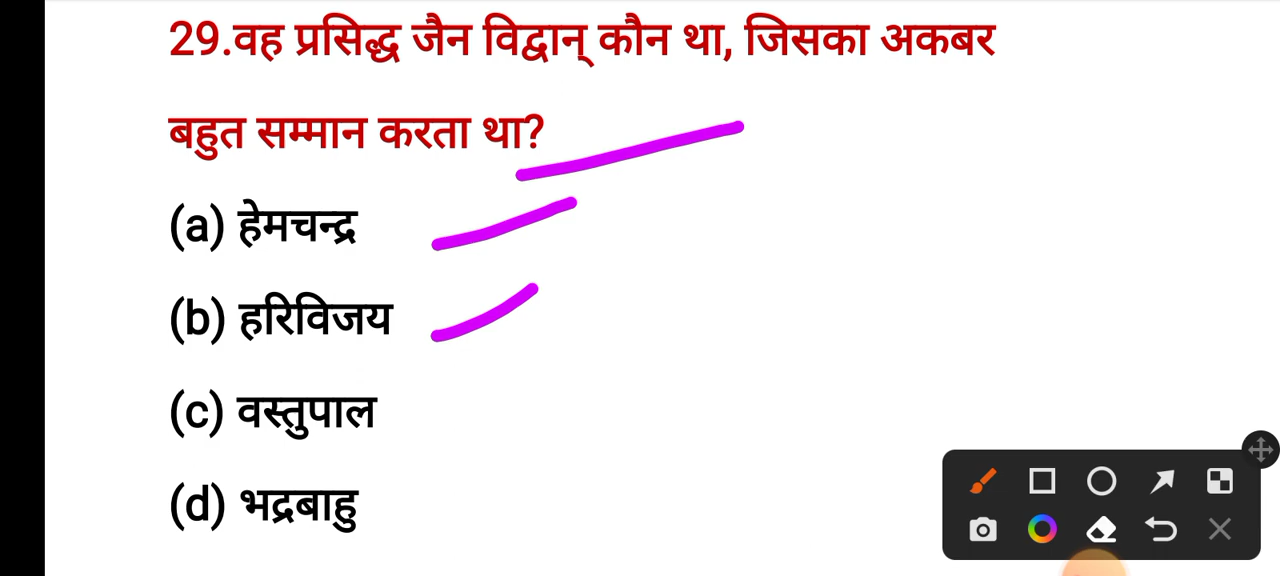 29.वह प्रसिद्ध जैन विद्वान् कौन था, जिसका अकबर
बहुत सम्मान करता था?
(a) हेमचन्द्र
(b) हरिविजय
(c) वस्तुपाल
(d) भद्रबाहु